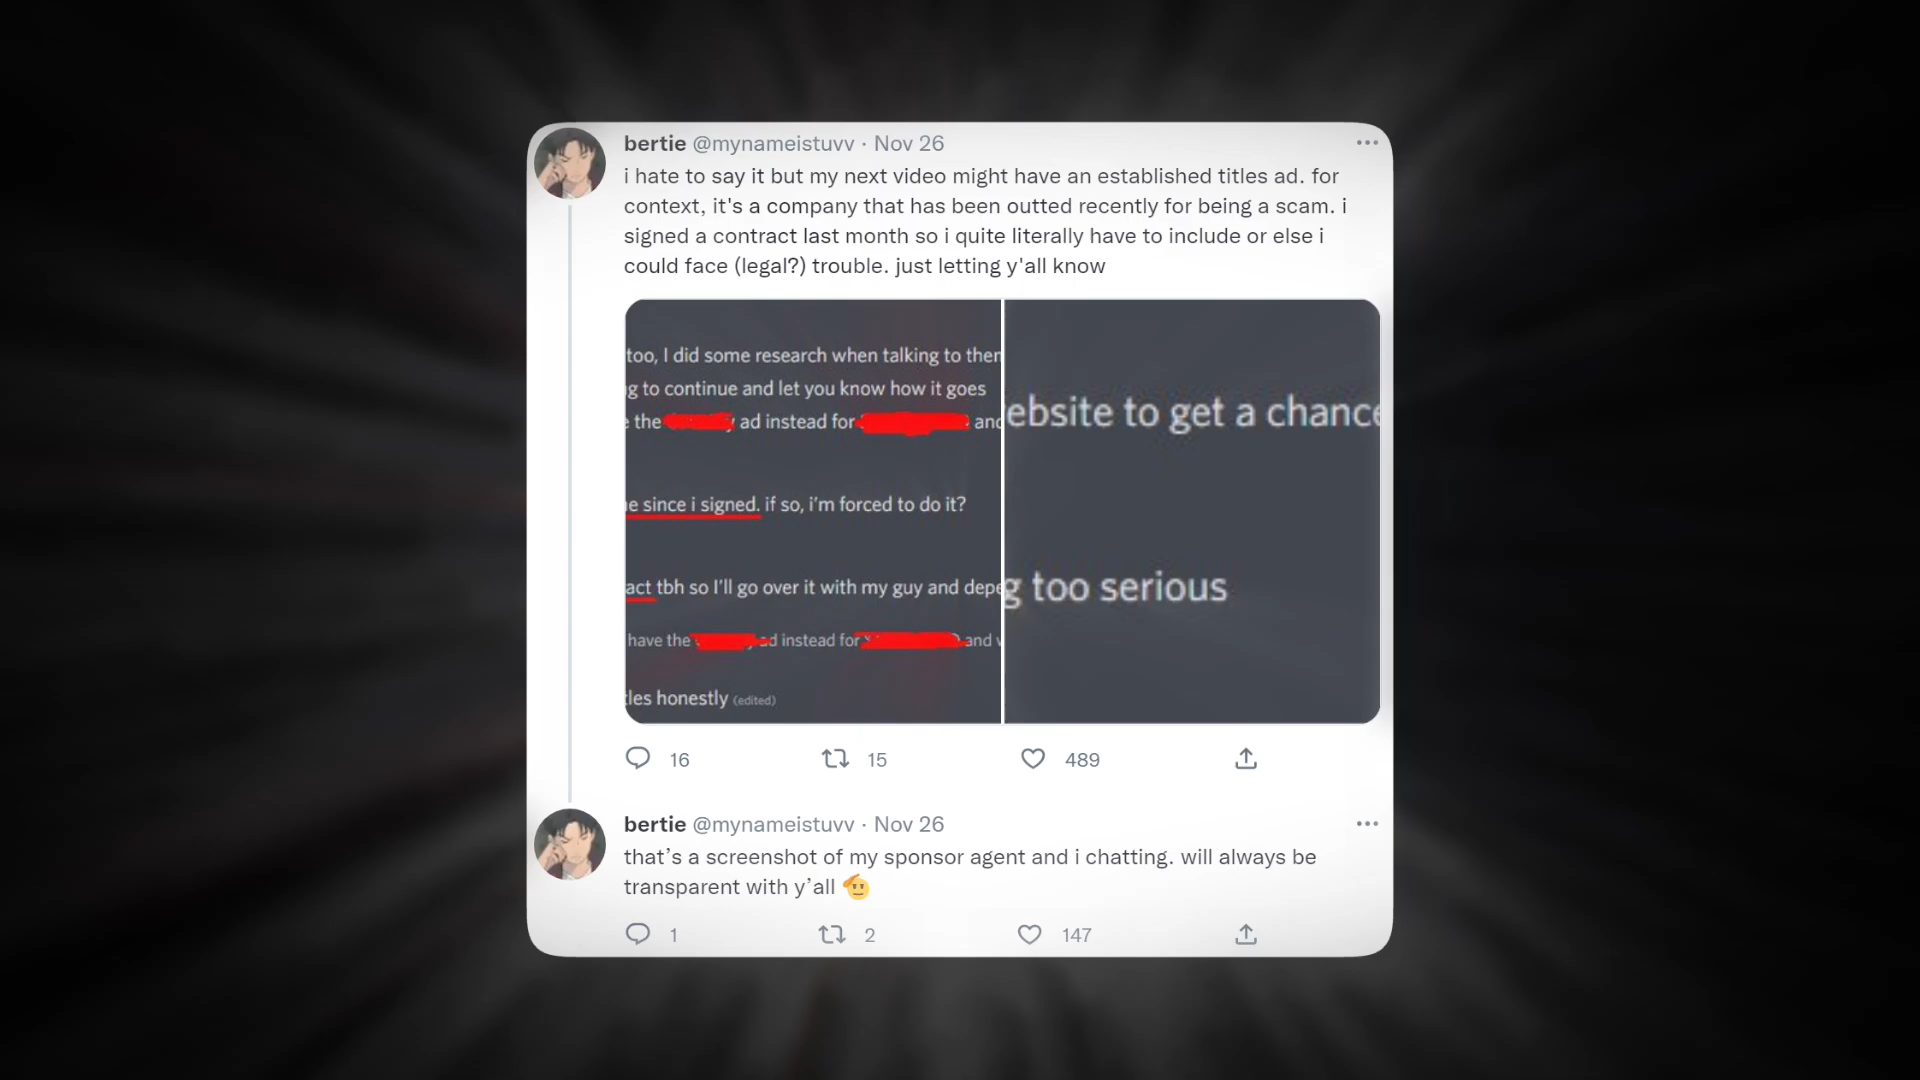 bertie @mynameistuvv · Nov 26
i hate to say it but my next video might have an established titles ad. for
context, it's a company that has been outted recently for being a scam. i
signed a contract last month so i quite literally have to include or else i
could face (legal?) trouble. just letting y'all know
too, I did some research when talking to
to continue and let you know how it goes
the ad instead for
since i signed. if so, i'm forced to do it?
tbh so I'll go over it with my guy and
have the ad instead for and
honestly (edited)
to get a chance
too serious
16 15 489
bertie @mynameistuvv · Nov 26
that's a screenshot of my sponsor agent and i chatting. will always be
transparent with y'all 🫡
1 2 147